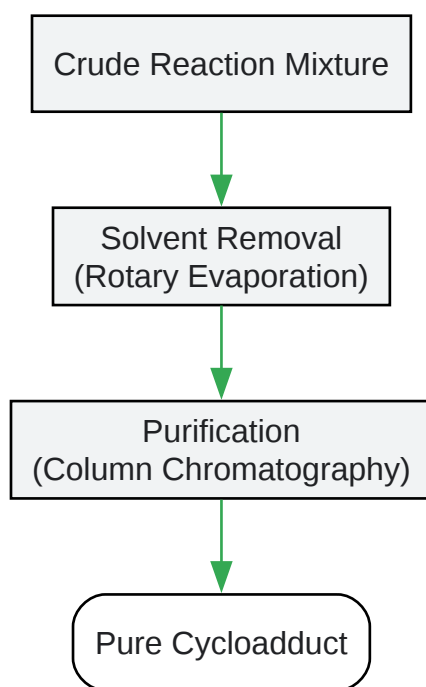 Crude Reaction Mixture
Solvent Removal
(Rotary Evaporation)
Purification
(Column Chromatography)
Pure Cycloadduct